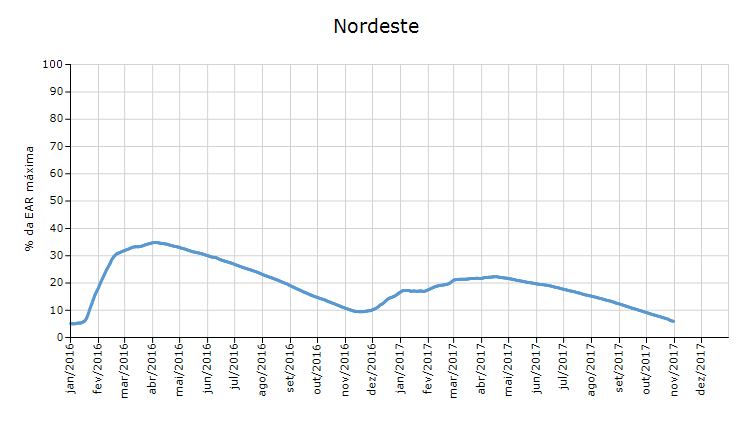 Nordeste
% da EAR máxima
100
90
80
70
60
50
40
30
20
10
0
jan/2016
fev/2016
mar/2016
abr/2016
mai/2016
jun/2016
jul/2016
ago/2016
set/2016
out/2016
nov/2016
dez/2016
jan/2017
fev/2017
mar/2017
abr/2017
mai/2017
jun/2017
jul/2017
ago/2017
set/2017
out/2017
nov/2017
dez/2017